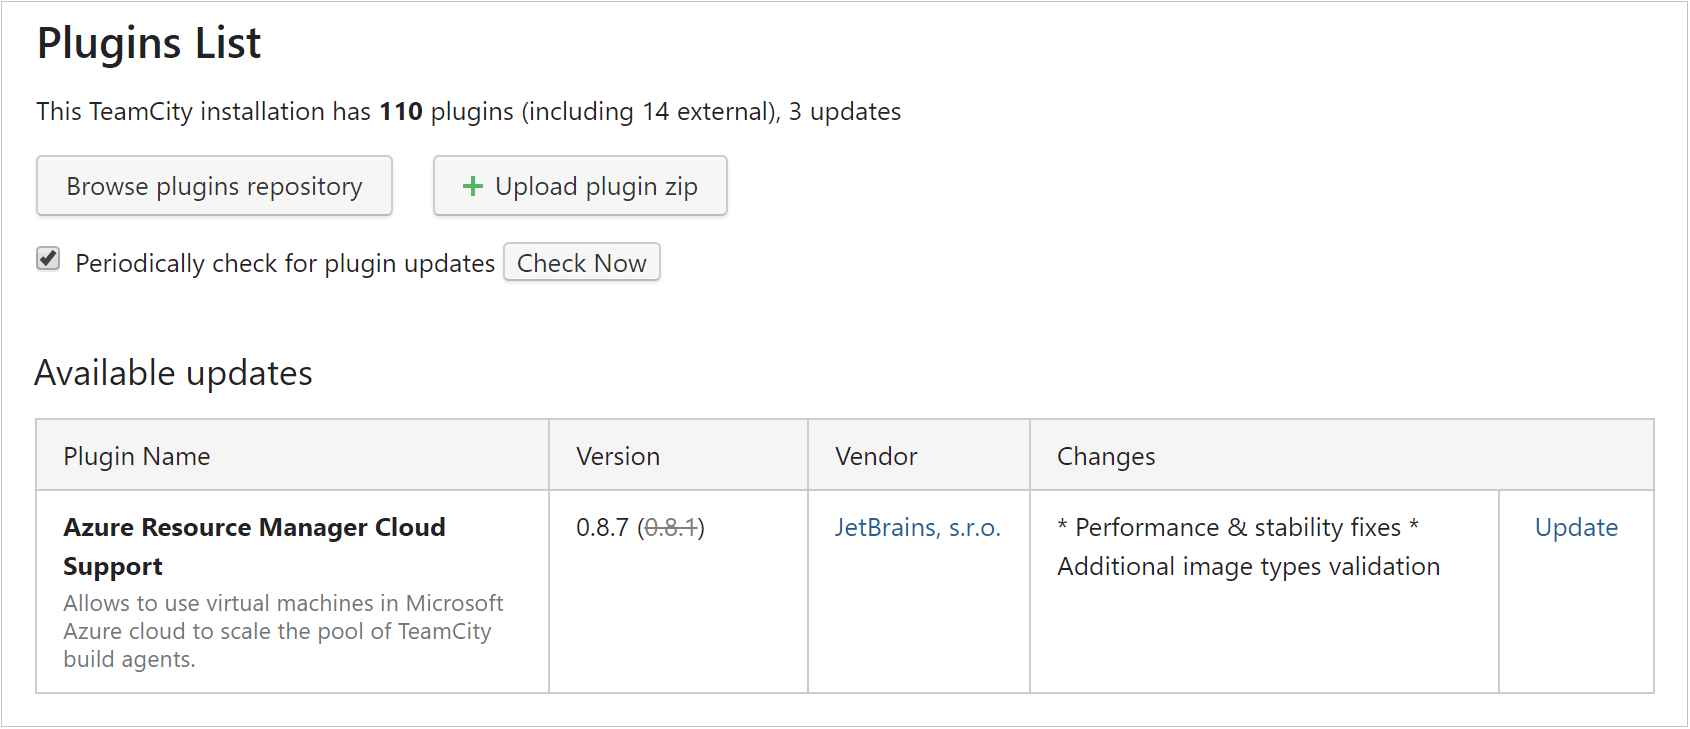 Plugins List
This TeamCity installation has 110 plugins (including 14 external), 3 updates
Browse plugins repository
+ Upload plugin zip
Periodically check for plugin updates Check Now
Available updates
Plugin Name Version Vendor Changes
Azure Resource Manager Cloud 0.8.7 (0.8.1) JetBrains, s.r.o. * Performance & stability fixes * Update
Support Additional image types validation
Allows to use virtual machines in Microsoft
Azure cloud to scale the pool of TeamCity
build agents.